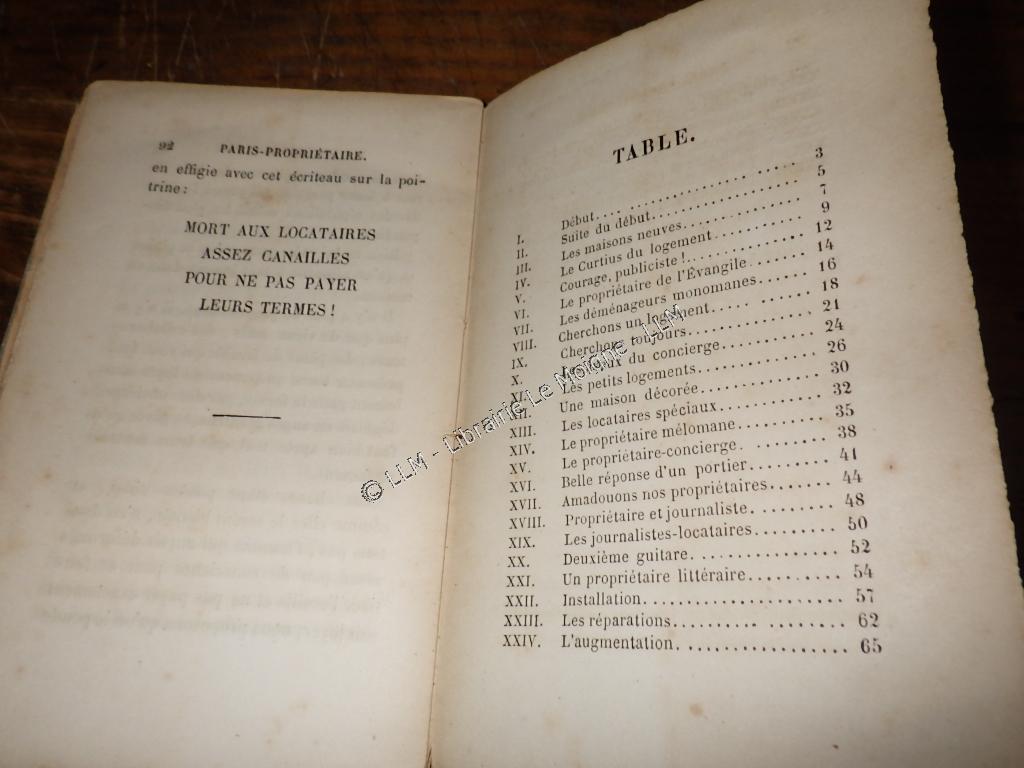 92 PARIS-PROPRIÉTAIRE.
en effigie avec cet écriteau sur la poi-
trine :
MORT AUX LOCATAIRES
ASSEZ CANAILLES
POUR NE PAS PAYER
LEURS TERMES !
TABLE.
I. Début.... 3
II. Suite du début.... 5
III. Les maisons neuves.... 7
IV. Le Curtius du logement.... 9
V. Courage, publiciste !.... 12
VI. Le propriétaire de l'Évangile.... 14
VII. Les déménageurs monomanes.... 16
VIII. Cherchons un logement.... 18
IX. Cherchons toujours.... 21
X. du concierge.... 24
XI. Les petits logements.... 26
XII. Une maison décorée.... 30
XIII. Les locataires spéciaux.... 32
XIV. Le propriétaire mélomane.... 35
XV. Le propriétaire-concierge.... 38
XVI. Belle réponse d'un portier.... 41
XVII. Amadouons nos propriétaires.... 44
XVIII. Propriétaire et journaliste.... 48
XIX. Les journalistes-locataires.... 50
XX. Deuxième guitare.... 52
XXI. Un propriétaire littéraire.... 54
XXII. Installation.... 57
XXIII. Les réparations.... 62
XXIV. L'augmentation.... 65
© LLM - Librairie Le Moigne - LLM